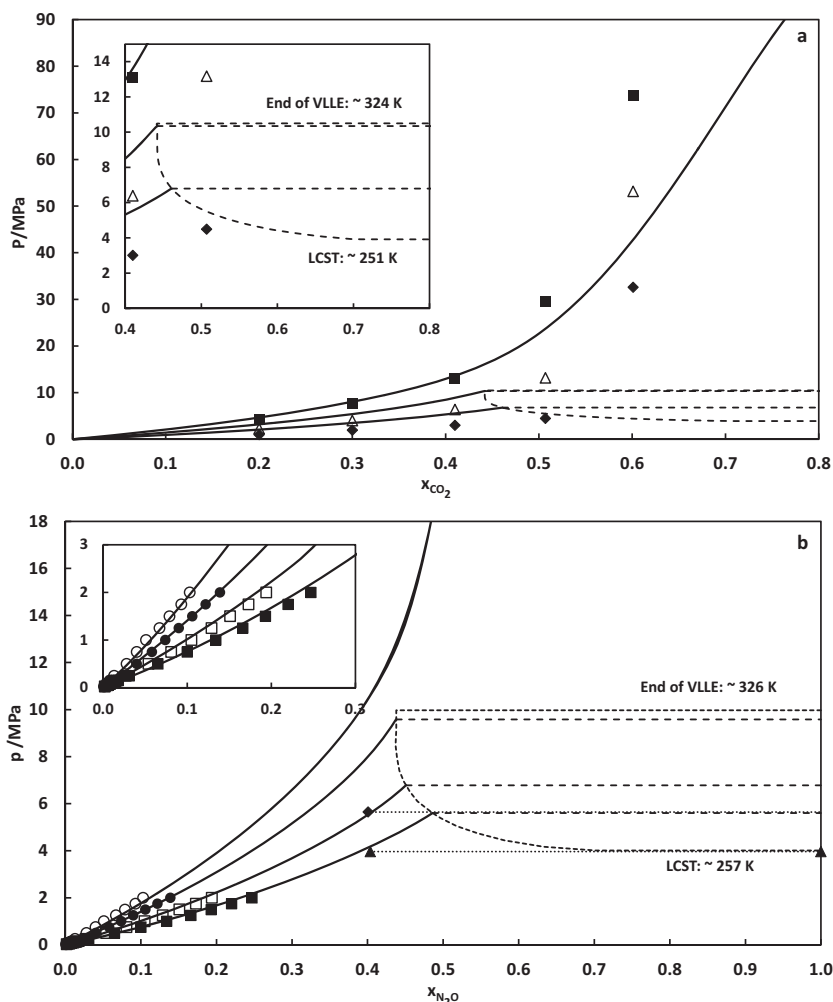 90
80
70
60
50
40
30
20
10
0
P/MPa
a
14
12
10
8
6
4
2
0
End of VLLE: ~ 324 K
LCST: ~ 251 K
0.4 0.5 0.6 0.7 0.8
0.0 0.1 0.2 0.3 0.4 0.5 0.6 0.7 0.8
xCO2
18
16
14
12
10
8
6
4
2
0
p /MPa
b
3
2
1
0
0.0 0.1 0.2 0.3
End of VLLE: ~ 326 K
LCST: ~ 257 K
0.0 0.1 0.2 0.3 0.4 0.5 0.6 0.7 0.8 0.9 1.0
xN2O